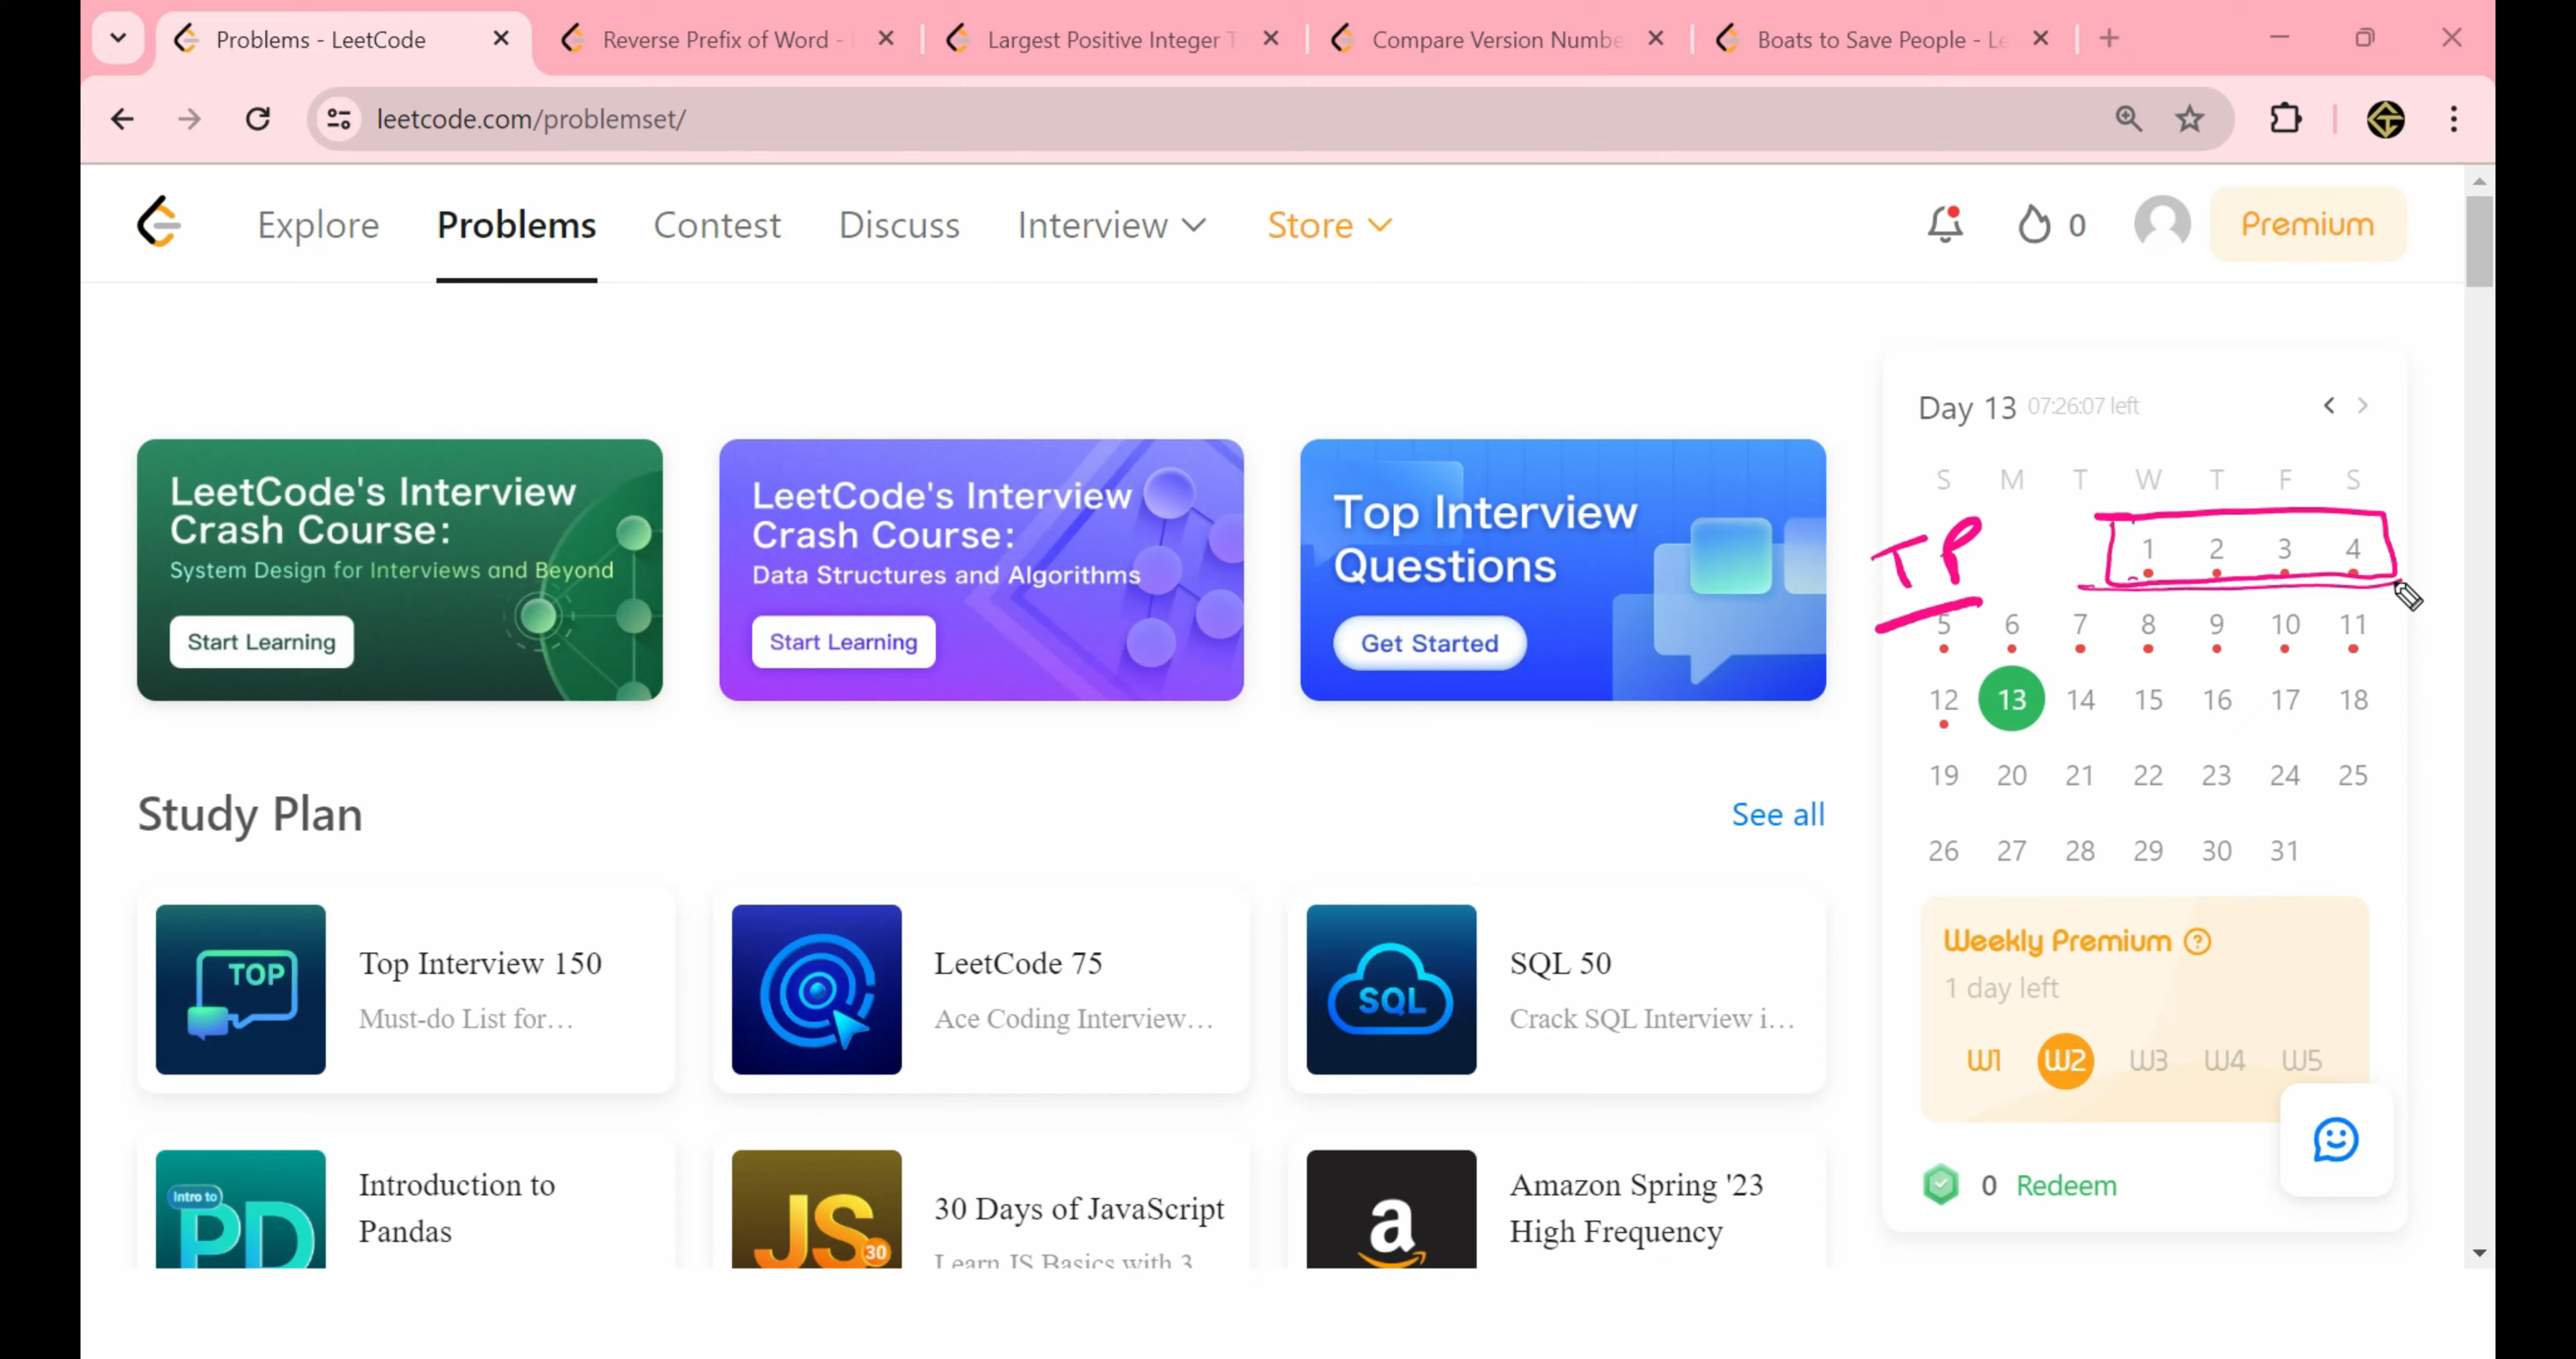 Problems - LeetCode
Reverse Prefix of Word -
Largest Positive Integer T
Compare Version Numbe
Boats to Save People - Le
leetcode.com/problemset/
Explore Problems Contest Discuss Interview Store
0
Premium
LeetCode's Interview
Crash Course:
System Design for Interviews and Beyond
Start Learning
LeetCode's Interview
Crash Course:
Data Structures and Algorithms
Start Learning
Top Interview
Questions
Get Started
Day 13 07:26:07 left
S M T W T F S
TP
1 2 3 4
5 6 7 8 9 10 11
12 13 14 15 16 17 18
19 20 21 22 23 24 25
26 27 28 29 30 31
Weekly Premium
1 day left
W1 W2 W3 W4 W5
0 Redeem
Study Plan
See all
TOP
Top Interview 150
Must-do List for...
LeetCode 75
Ace Coding Interview...
SQL
SQL 50
Crack SQL Interview i...
Intro to
PD
Introduction to
Pandas
JS
30
30 Days of JavaScript
Learn JS Basics with 3
a
Amazon Spring '23
High Frequency